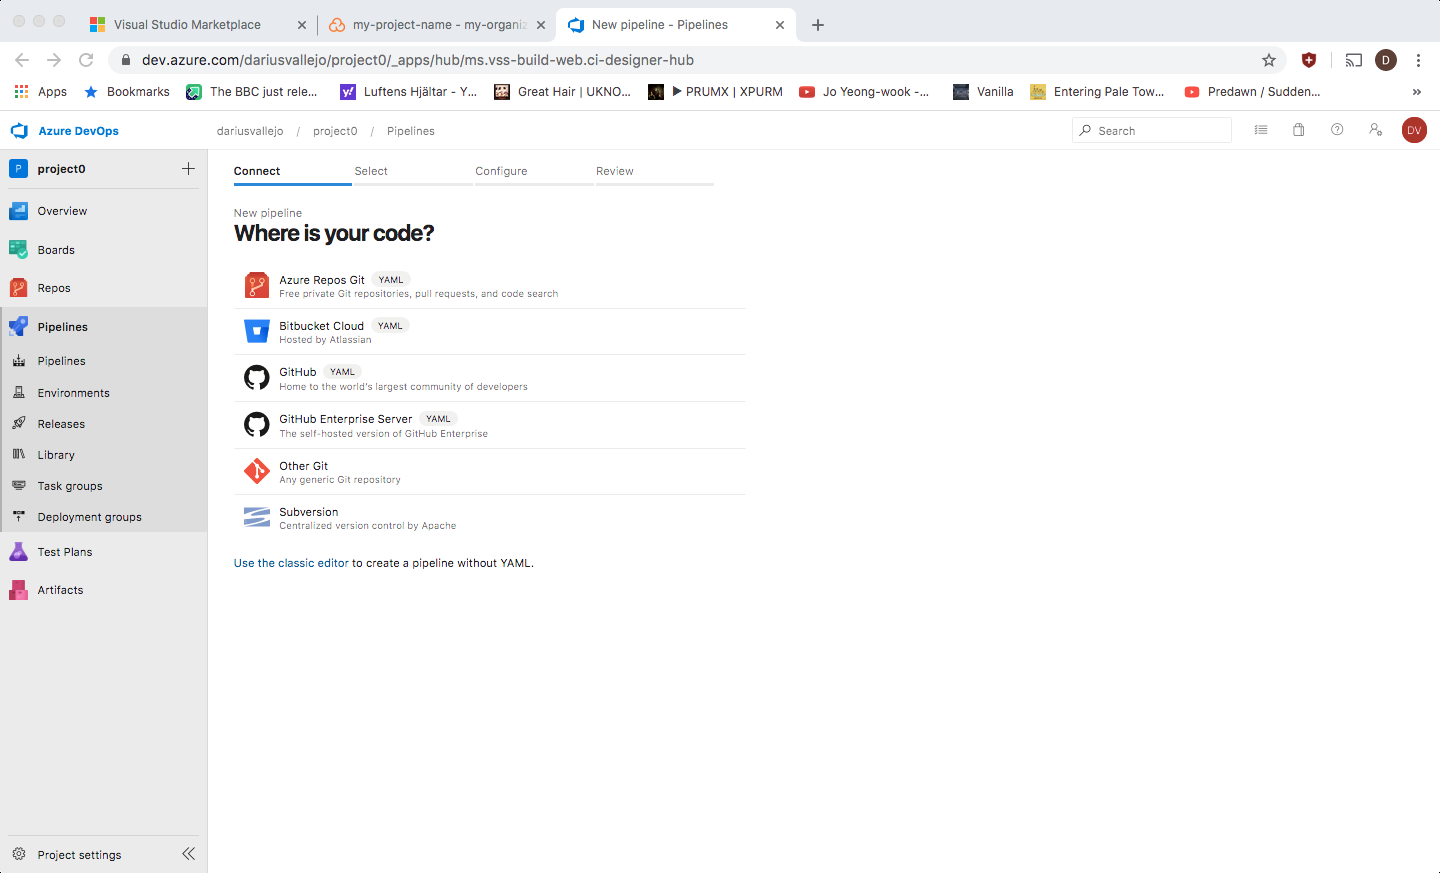 Visual Studio Marketplace
my-project-name - my-organiz
New pipeline - Pipelines
dev.azure.com/dariusvallejo/project0/_apps/hub/ms.vss-build-web.ci-designer-hub
D
Apps
Bookmarks
The BBC just rele...
Luftens Hjältar - Y...
Great Hair | UKNO...
▶ PRUMX | XPURM
Jo Yeong-wook -...
Vanilla
Entering Pale Tow...
Predawn / Sudden...
»
Azure DevOps
dariusvallejo / project0 / Pipelines
Search
DV
P
project0
Overview
Boards
Repos
Pipelines
Pipelines
Environments
Releases
Library
Task groups
Deployment groups
Test Plans
Artifacts
Project settings
Connect
Select
Configure
Review
New pipeline
Where is your code?
Azure Repos Git YAML
Free private Git repositories, pull requests, and code search
Bitbucket Cloud YAML
Hosted by Atlassian
GitHub YAML
Home to the world's largest community of developers
GitHub Enterprise Server YAML
The self-hosted version of GitHub Enterprise
Other Git
Any generic Git repository
Subversion
Centralized version control by Apache
Use the classic editor to create a pipeline without YAML.